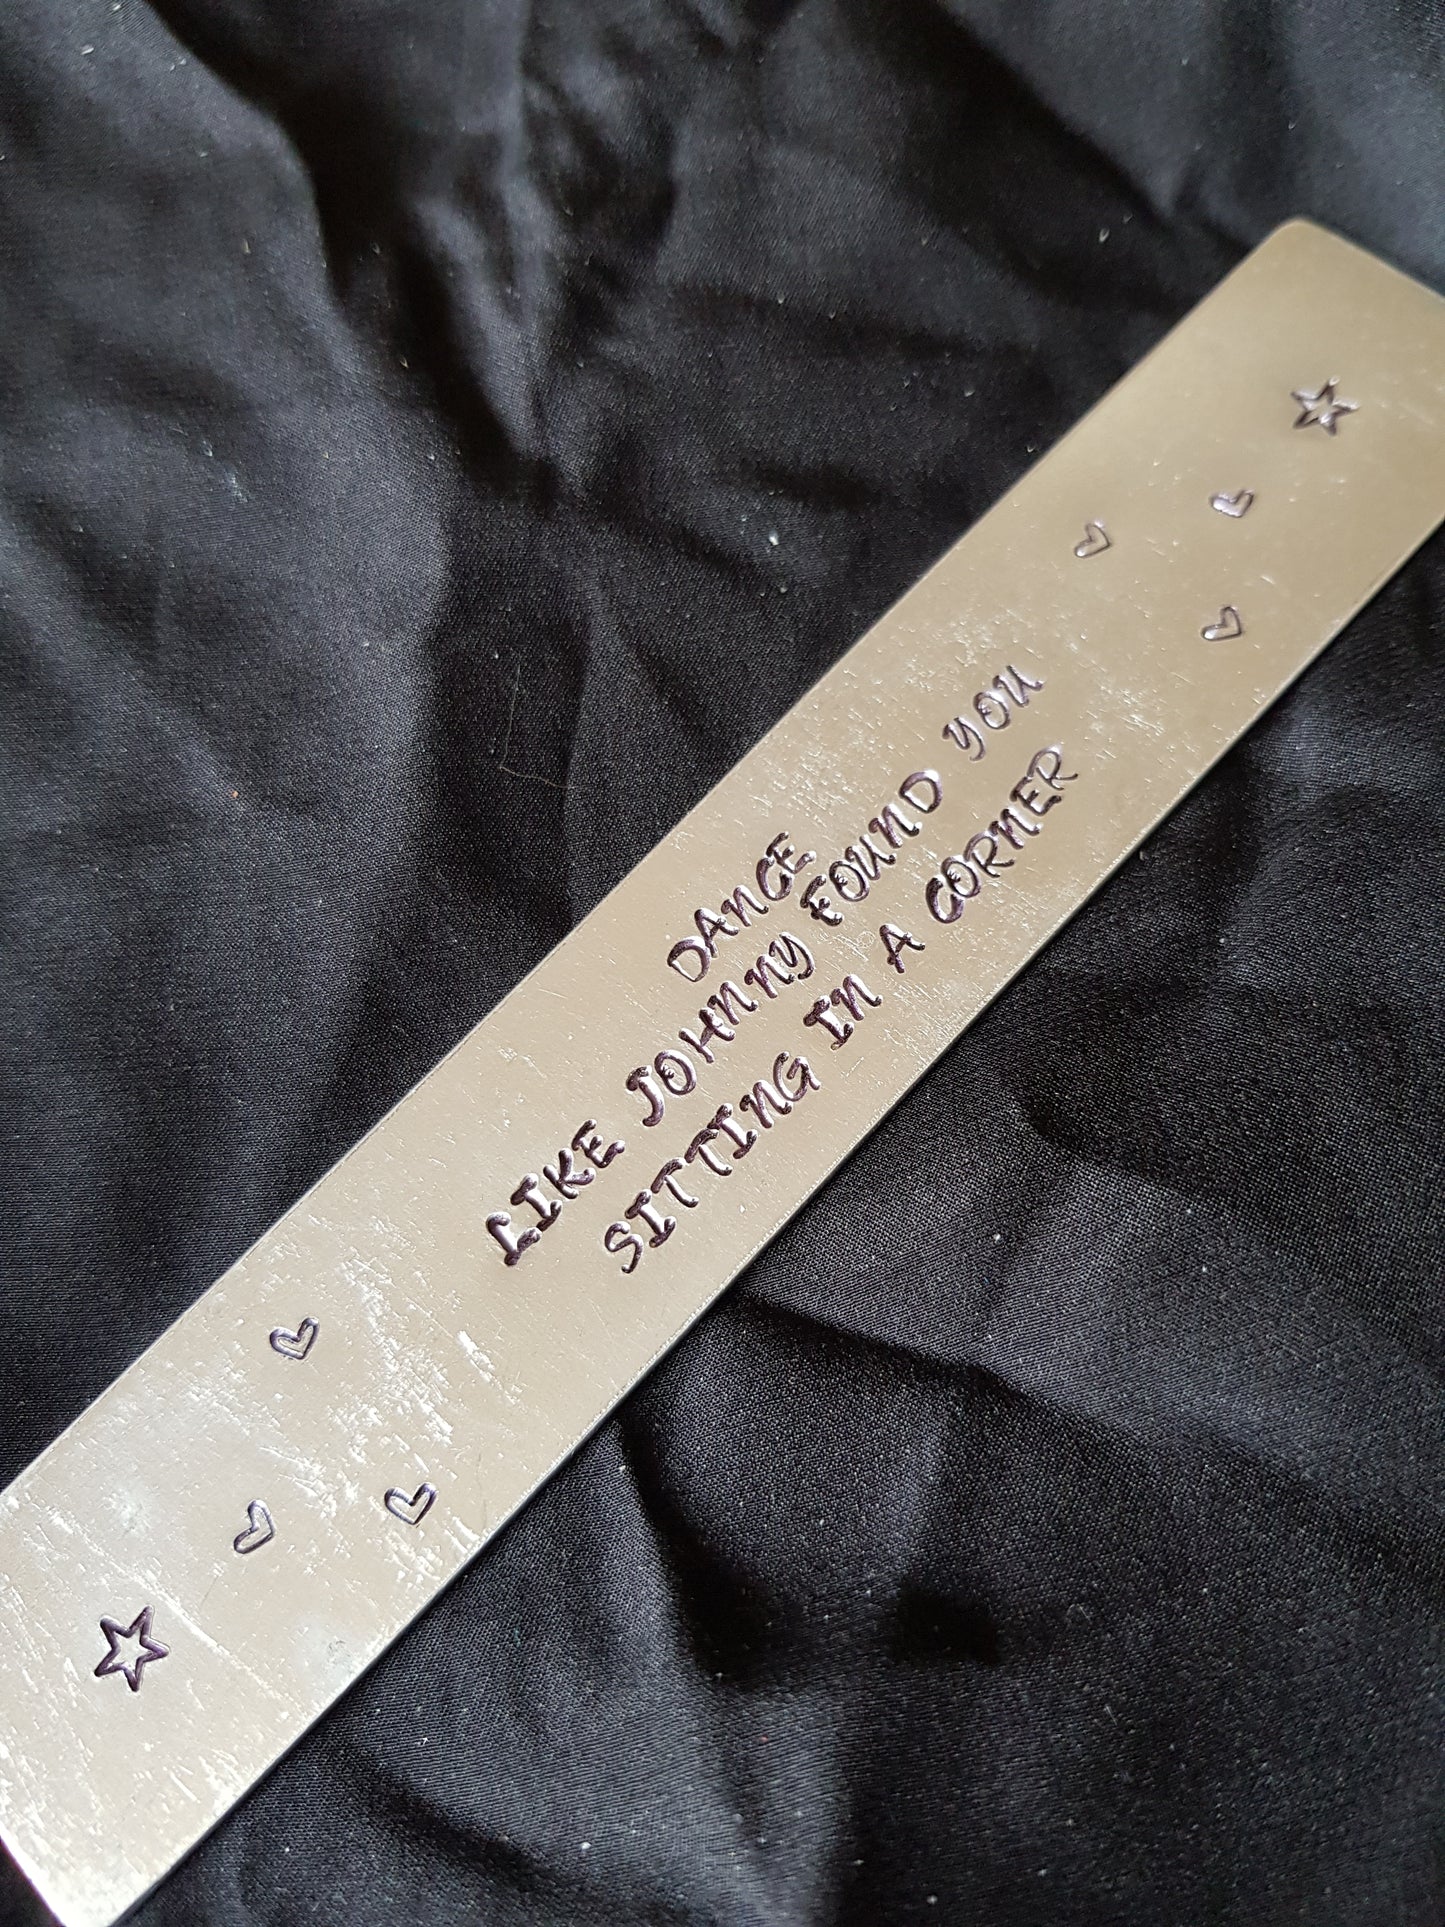 DANCE
LIKE JOHNNY FOUND YOU
SITTING IN A CORNER